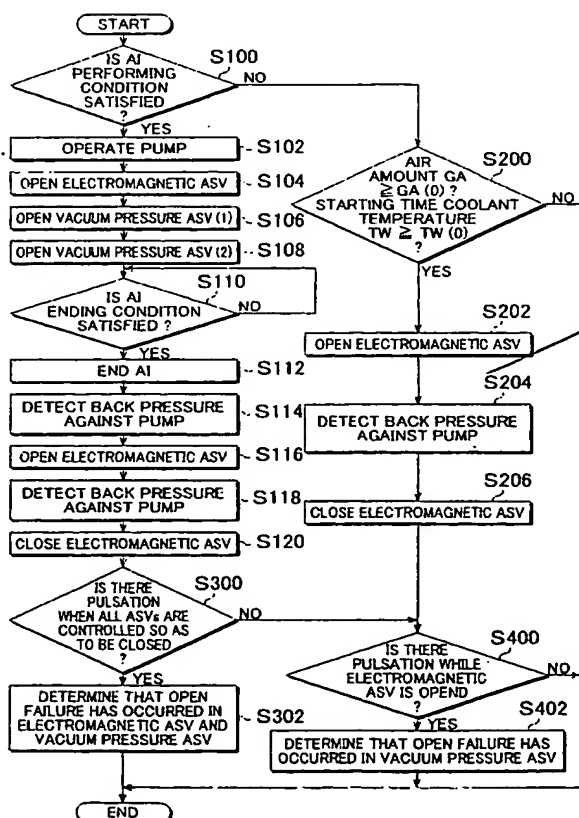 START
IS AI
PERFORMING
CONDITION
SATISFIED
?
S100
NO
YES
OPERATE PUMP
S102
OPEN ELECTROMAGNETIC ASV
S104
OPEN VACUUM PRESSURE ASV (1)
S106
OPEN VACUUM PRESSURE ASV (2)
S108
IS AI
ENDING CONDITION
SATISFIED ?
S110
NO
YES
END AI
S112
DETECT BACK PRESSURE
AGAINST PUMP
S114
OPEN ELECTROMAGNETIC ASV
S116
DETECT BACK PRESSURE
AGAINST PUMP
S118
CLOSE ELECTROMAGNETIC ASV
S120
IS THERE
PULSATION
WHEN ALL ASVs ARE
CONTROLLED SO AS
TO BE CLOSED
?
S300
NO
YES
DETERMINE THAT OPEN
FAILURE HAS OCCURRED IN
ELECTROMAGNETIC ASV AND
VACUUM PRESSURE ASV
S302
END
AIR
AMOUNT GA
≧ GA (0) ?
STARTING TIME COOLANT
TEMPERATURE
TW ≧ TW (0)
?
S200
NO
YES
S202
OPEN ELECTROMAGNETIC ASV
S204
DETECT BACK PRESSURE
AGAINST PUMP
S206
CLOSE ELECTROMAGNETIC ASV
IS THERE
PULSATION WHILE
ELECTROMAGNETIC
ASV IS OPEND
?
S400
NO
YES
S402
DETERMINE THAT OPEN FAILURE HAS
OCCURRED IN VACUUM PRESSURE ASV